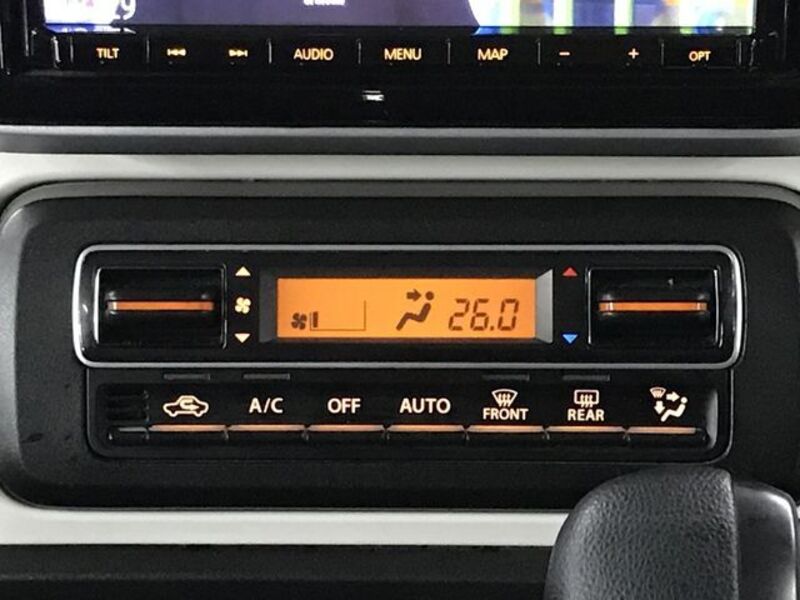 TILT AUDIO MENU MAP − + OPT
26.0
A/C OFF AUTO FRONT REAR